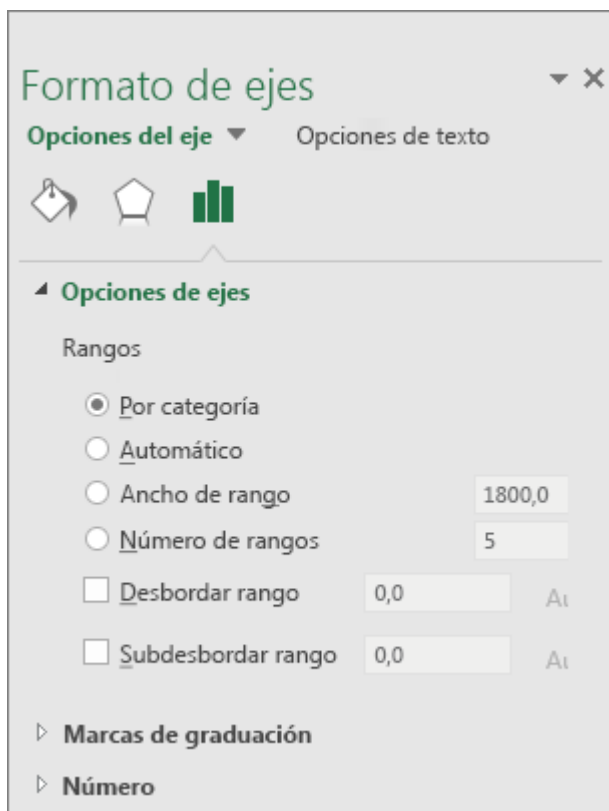 Formato de ejes
Opciones del eje Opciones de texto
Opciones de ejes
Rangos
Por categoría
Automático
Ancho de rango 1800,0
Número de rangos 5
Desbordar rango 0,0
Subdesbordar rango 0,0
Marcas de graduación
Número